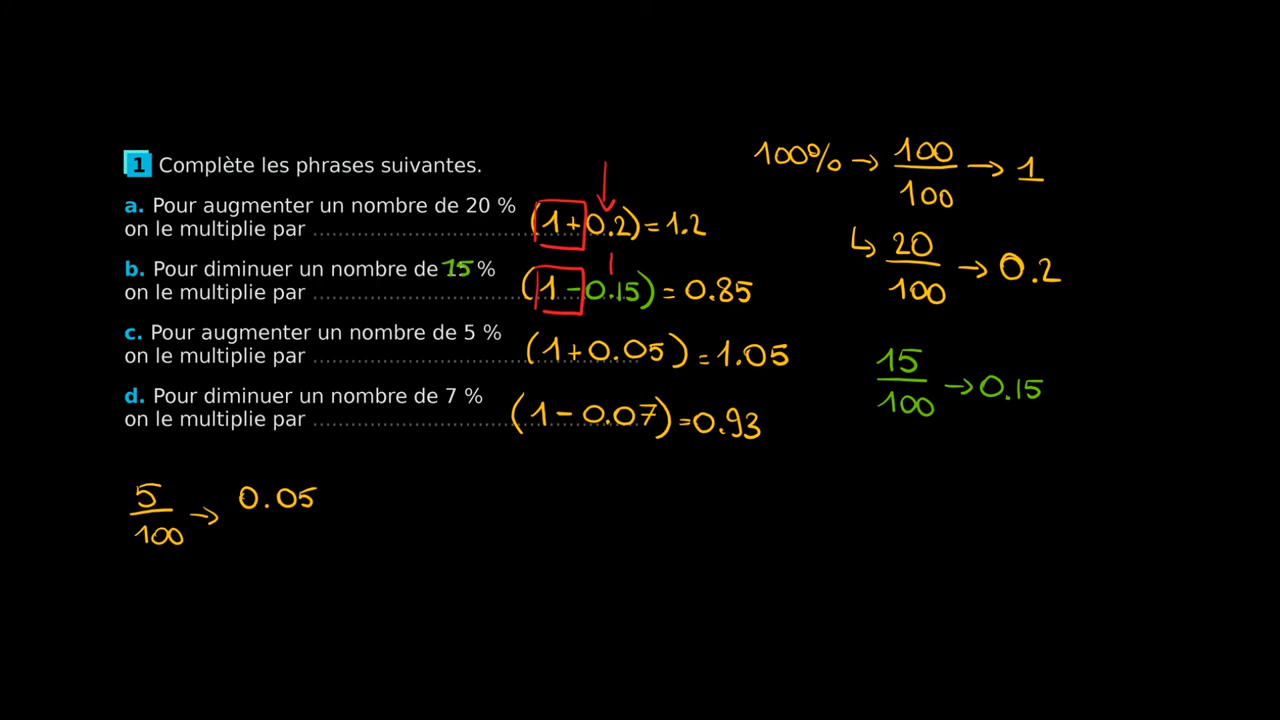 1 Complète les phrases suivantes.
a. Pour augmenter un nombre de 20 %
on le multiplie par ........................................ (1+0.2) = 1.2
b. Pour diminuer un nombre de 15 %
on le multiplie par ........................................ (1-0.15) = 0.85
c. Pour augmenter un nombre de 5 %
on le multiplie par ........................................ (1+0.05) = 1.05
d. Pour diminuer un nombre de 7 %
on le multiplie par ........................................ (1-0.07) = 0.93
5/100 → 0.05
100% → 100/100 → 1
↳ 20/100 → 0.2
15/100 → 0.15